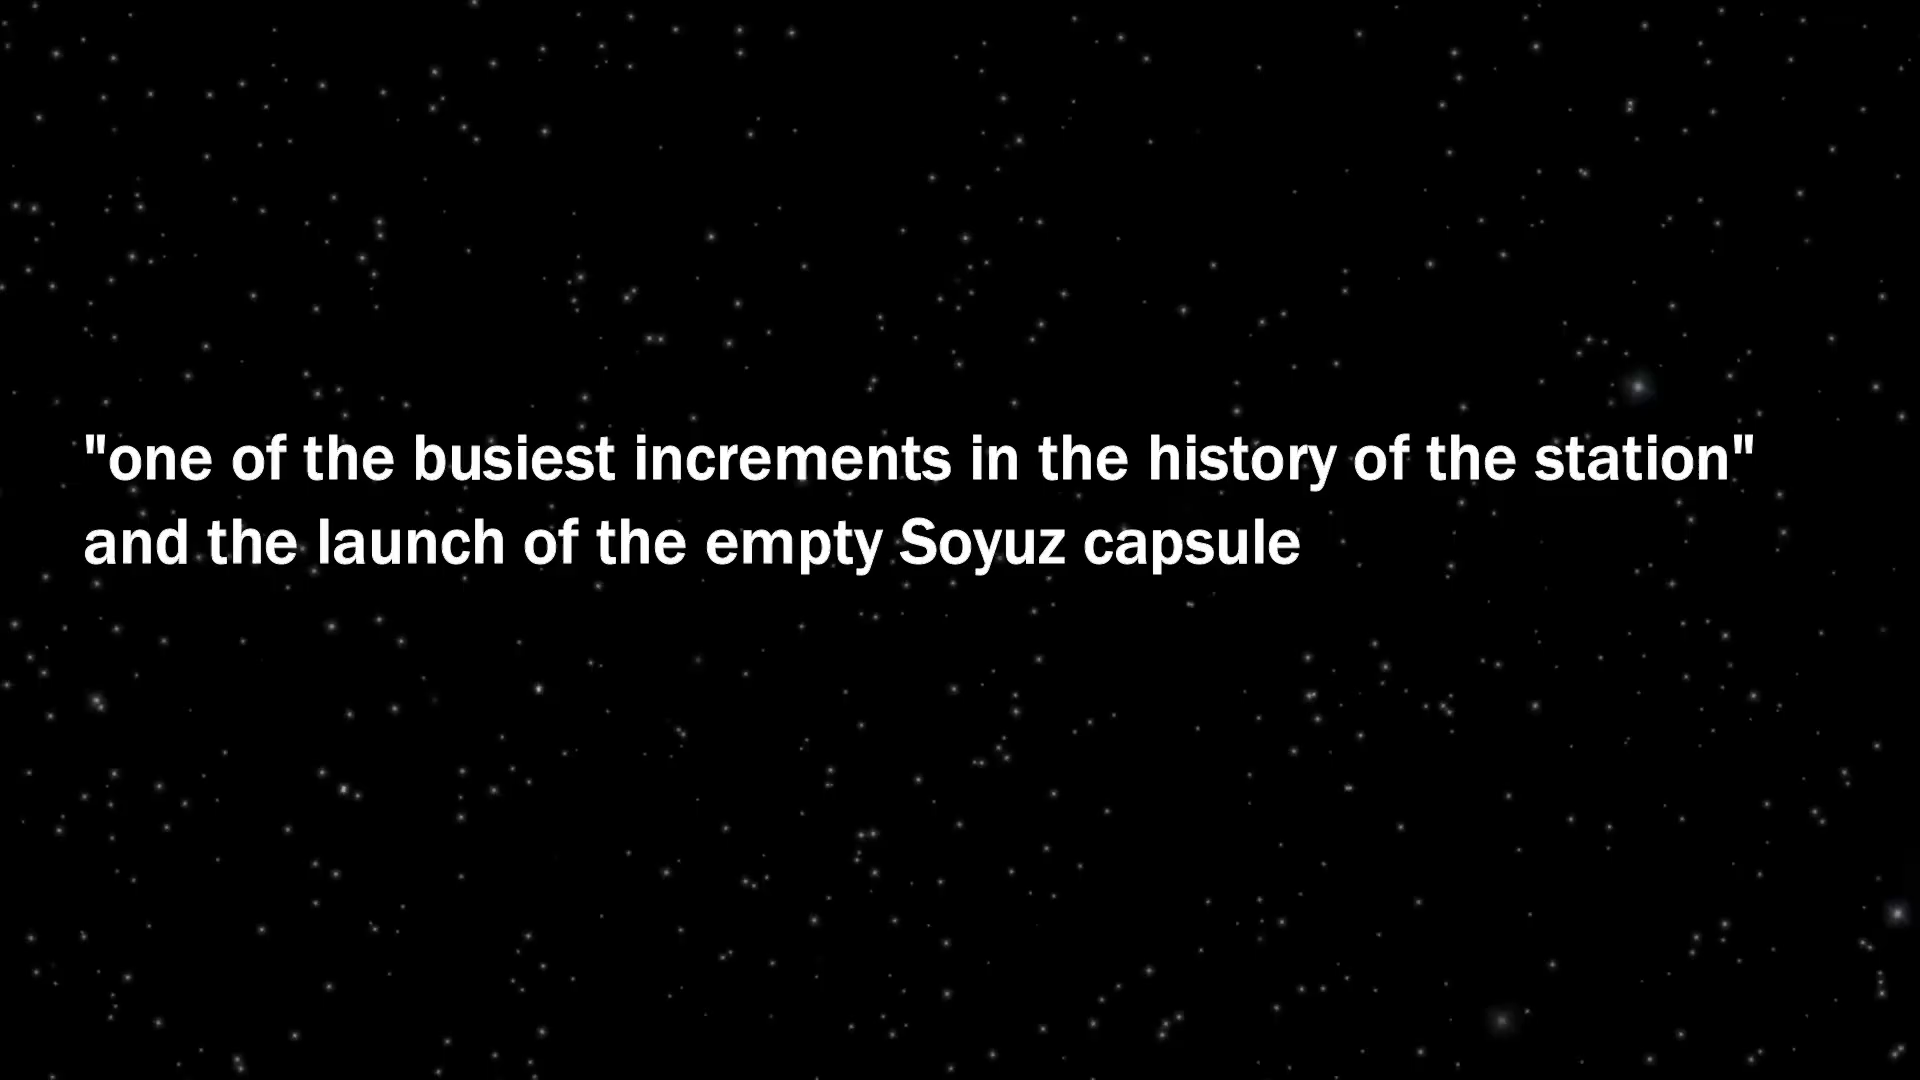 "one of the busiest increments in the history of the station"
and the launch of the empty Soyuz capsule